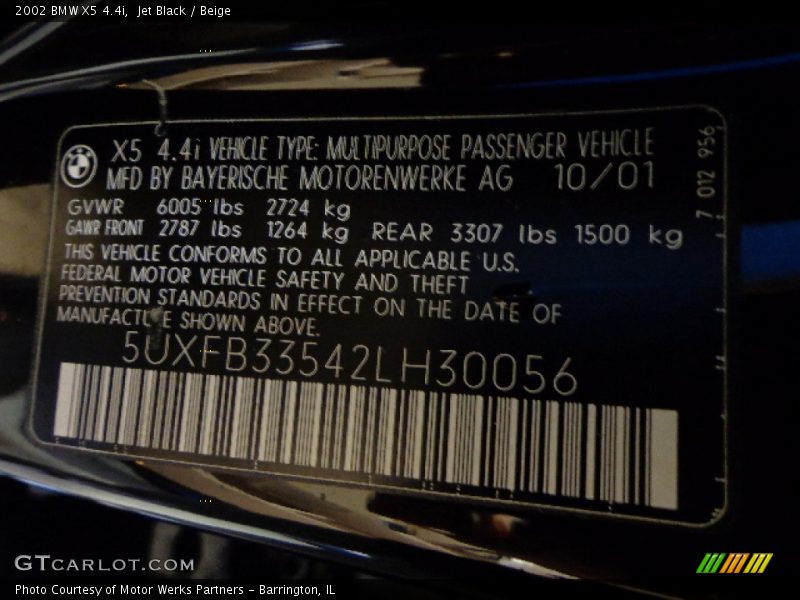 2002 BMW X5 4.4i, Jet Black / Beige
X5 4.4i VEHICLE TYPE: MULTIPURPOSE PASSENGER VEHICLE
MFD BY BAYERISCHE MOTORENWERKE AG 10/01
GVWR 6005 lbs 2724 kg
GAWR FRONT 2787 lbs 1264 kg REAR 3307 lbs 1500 kg
THIS VEHICLE CONFORMS TO ALL APPLICABLE U.S.
FEDERAL MOTOR VEHICLE SAFETY AND THEFT
PREVENTION STANDARDS IN EFFECT ON THE DATE OF
MANUFACTURE SHOWN ABOVE.
5UXFB33542LH30056
7 012 956
GTCARLOT.COM
Photo Courtesy of Motor Werks Partners - Barrington, IL